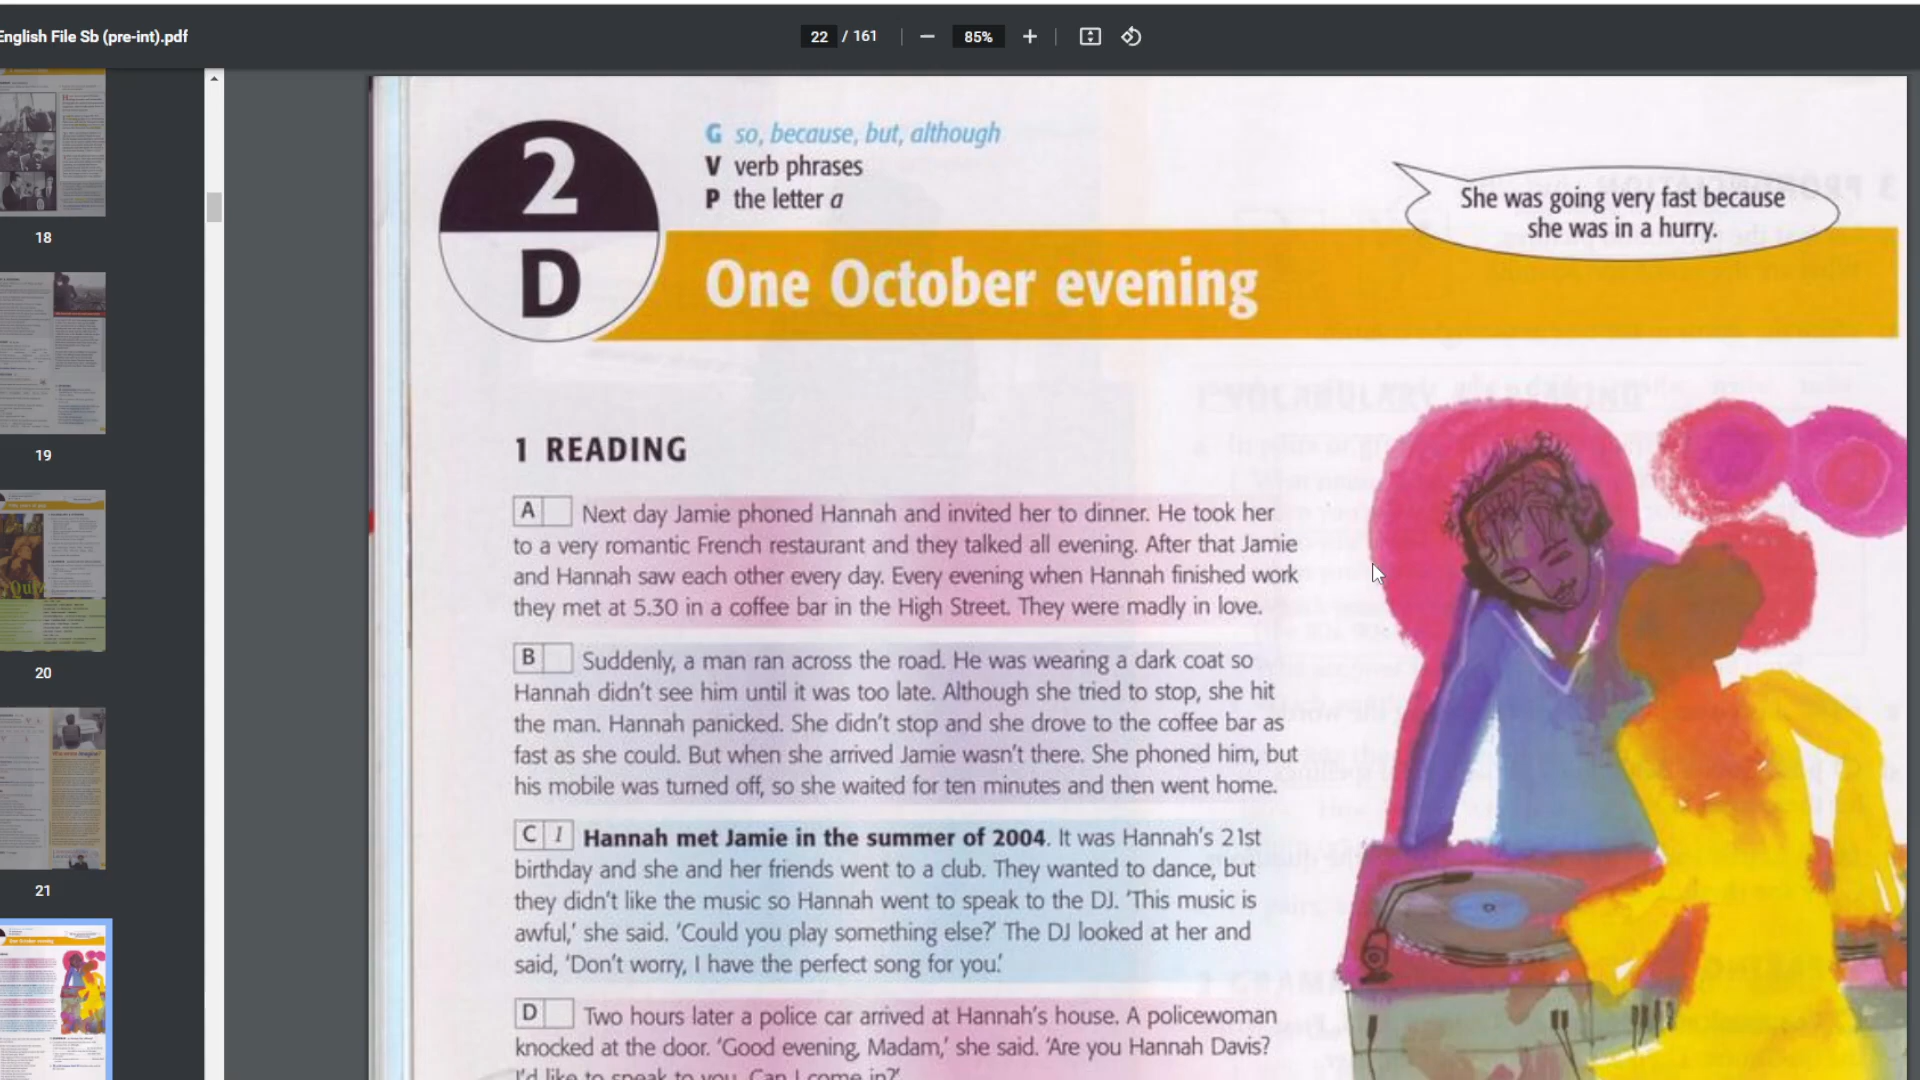 English File Sb (pre-int).pdf
22 / 161
85%
18
19
20
21
2
D
G so, because, but, although
V verb phrases
P the letter a
She was going very fast because
she was in a hurry.
One October evening
1 READING
A Next day Jamie phoned Hannah and invited her to dinner. He took her
to a very romantic French restaurant and they talked all evening. After that Jamie
and Hannah saw each other every day. Every evening when Hannah finished work
they met at 5.30 in a coffee bar in the High Street. They were madly in love.
B Suddenly, a man ran across the road. He was wearing a dark coat so
Hannah didn't see him until it was too late. Although she tried to stop, she hit
the man. Hannah panicked. She didn't stop and she drove to the coffee bar as
fast as she could. But when she arrived Jamie wasn't there. She phoned him, but
his mobile was turned off, so she waited for ten minutes and then went home.
C 1 Hannah met Jamie in the summer of 2004. It was Hannah's 21st
birthday and she and her friends went to a club. They wanted to dance, but
they didn't like the music so Hannah went to speak to the DJ. 'This music is
awful,' she said. 'Could you play something else?' The DJ looked at her and
said, 'Don't worry, I have the perfect song for you.'
D Two hours later a police car arrived at Hannah's house. A policewoman
knocked at the door. 'Good evening, Madam,' she said. 'Are you Hannah Davis?
I'd like to speak to you. Can I come in?'